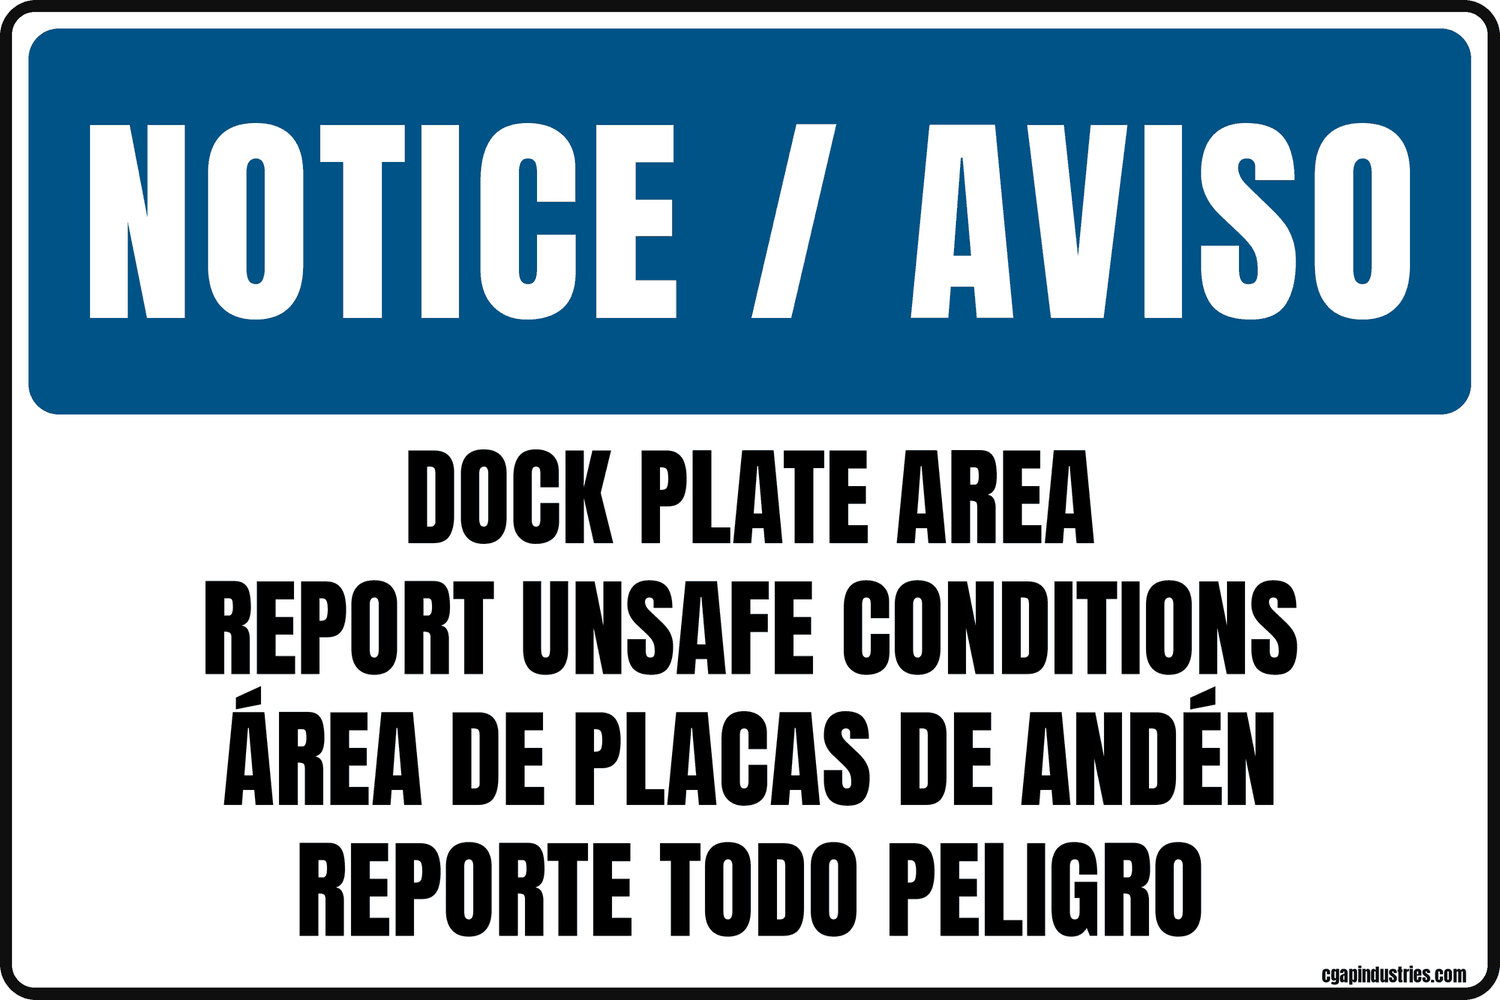 NOTICE / AVISO
DOCK PLATE AREA
REPORT UNSAFE CONDITIONS
ÁREA DE PLACAS DE ANDÉN
REPORTE TODO PELIGRO
cgapindustries.com